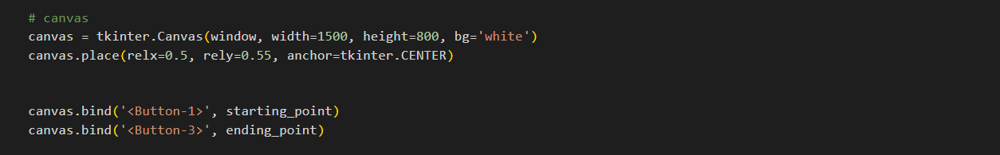 # canvas
canvas = tkinter.Canvas(window, width=1500, height=800, bg='white')
canvas.place(relx=0.5, rely=0.55, anchor=tkinter.CENTER)
canvas.bind('<Button-1>', starting_point)
canvas.bind('<Button-3>', ending_point)